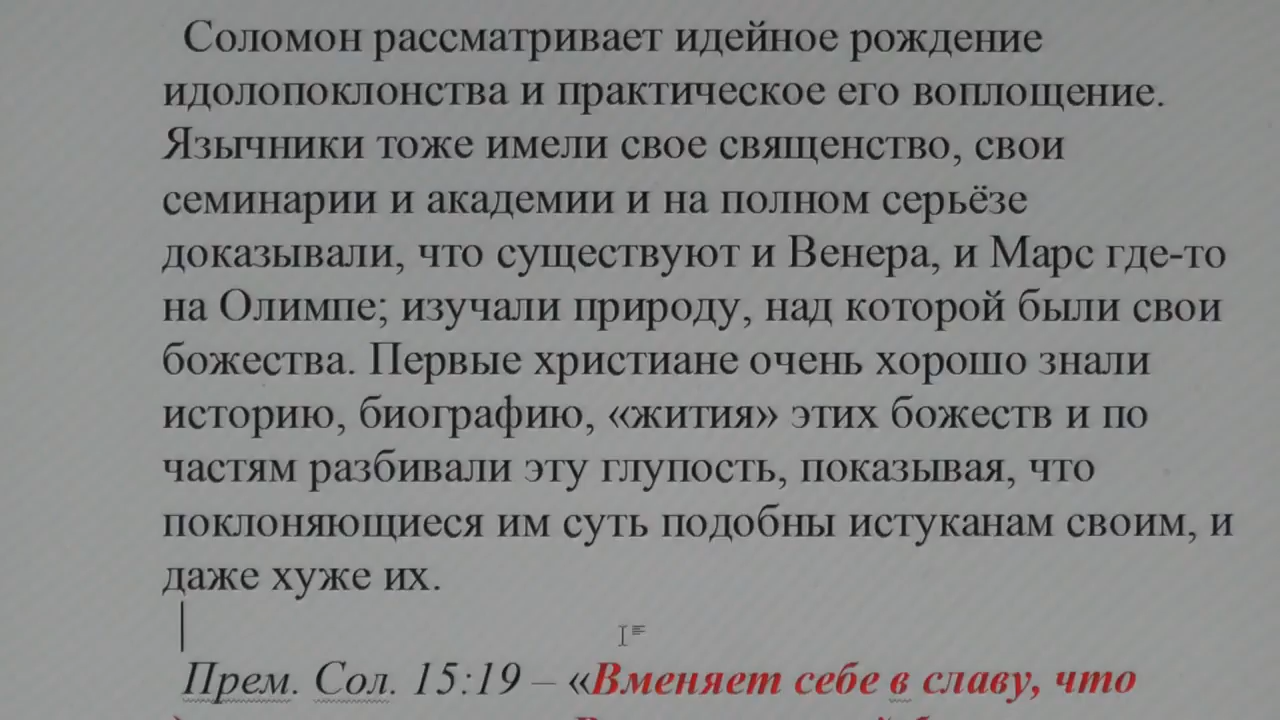 Соломон рассматривает идейное рождение
идолопоклонства и практическое его воплощение.
Язычники тоже имели свое священство, свои
семинарии и академии и на полном серьёзе
доказывали, что существуют и Венера, и Марс где-то
на Олимпе; изучали природу, над которой были свои
божества. Первые христиане очень хорошо знали
историю, биографию, «жития» этих божеств и по
частям разбивали эту глупость, показывая, что
поклоняющиеся им суть подобны истуканам своим, и
даже хуже их.
Прем. Сол. 15:19 – «Вменяет себе в славу, что